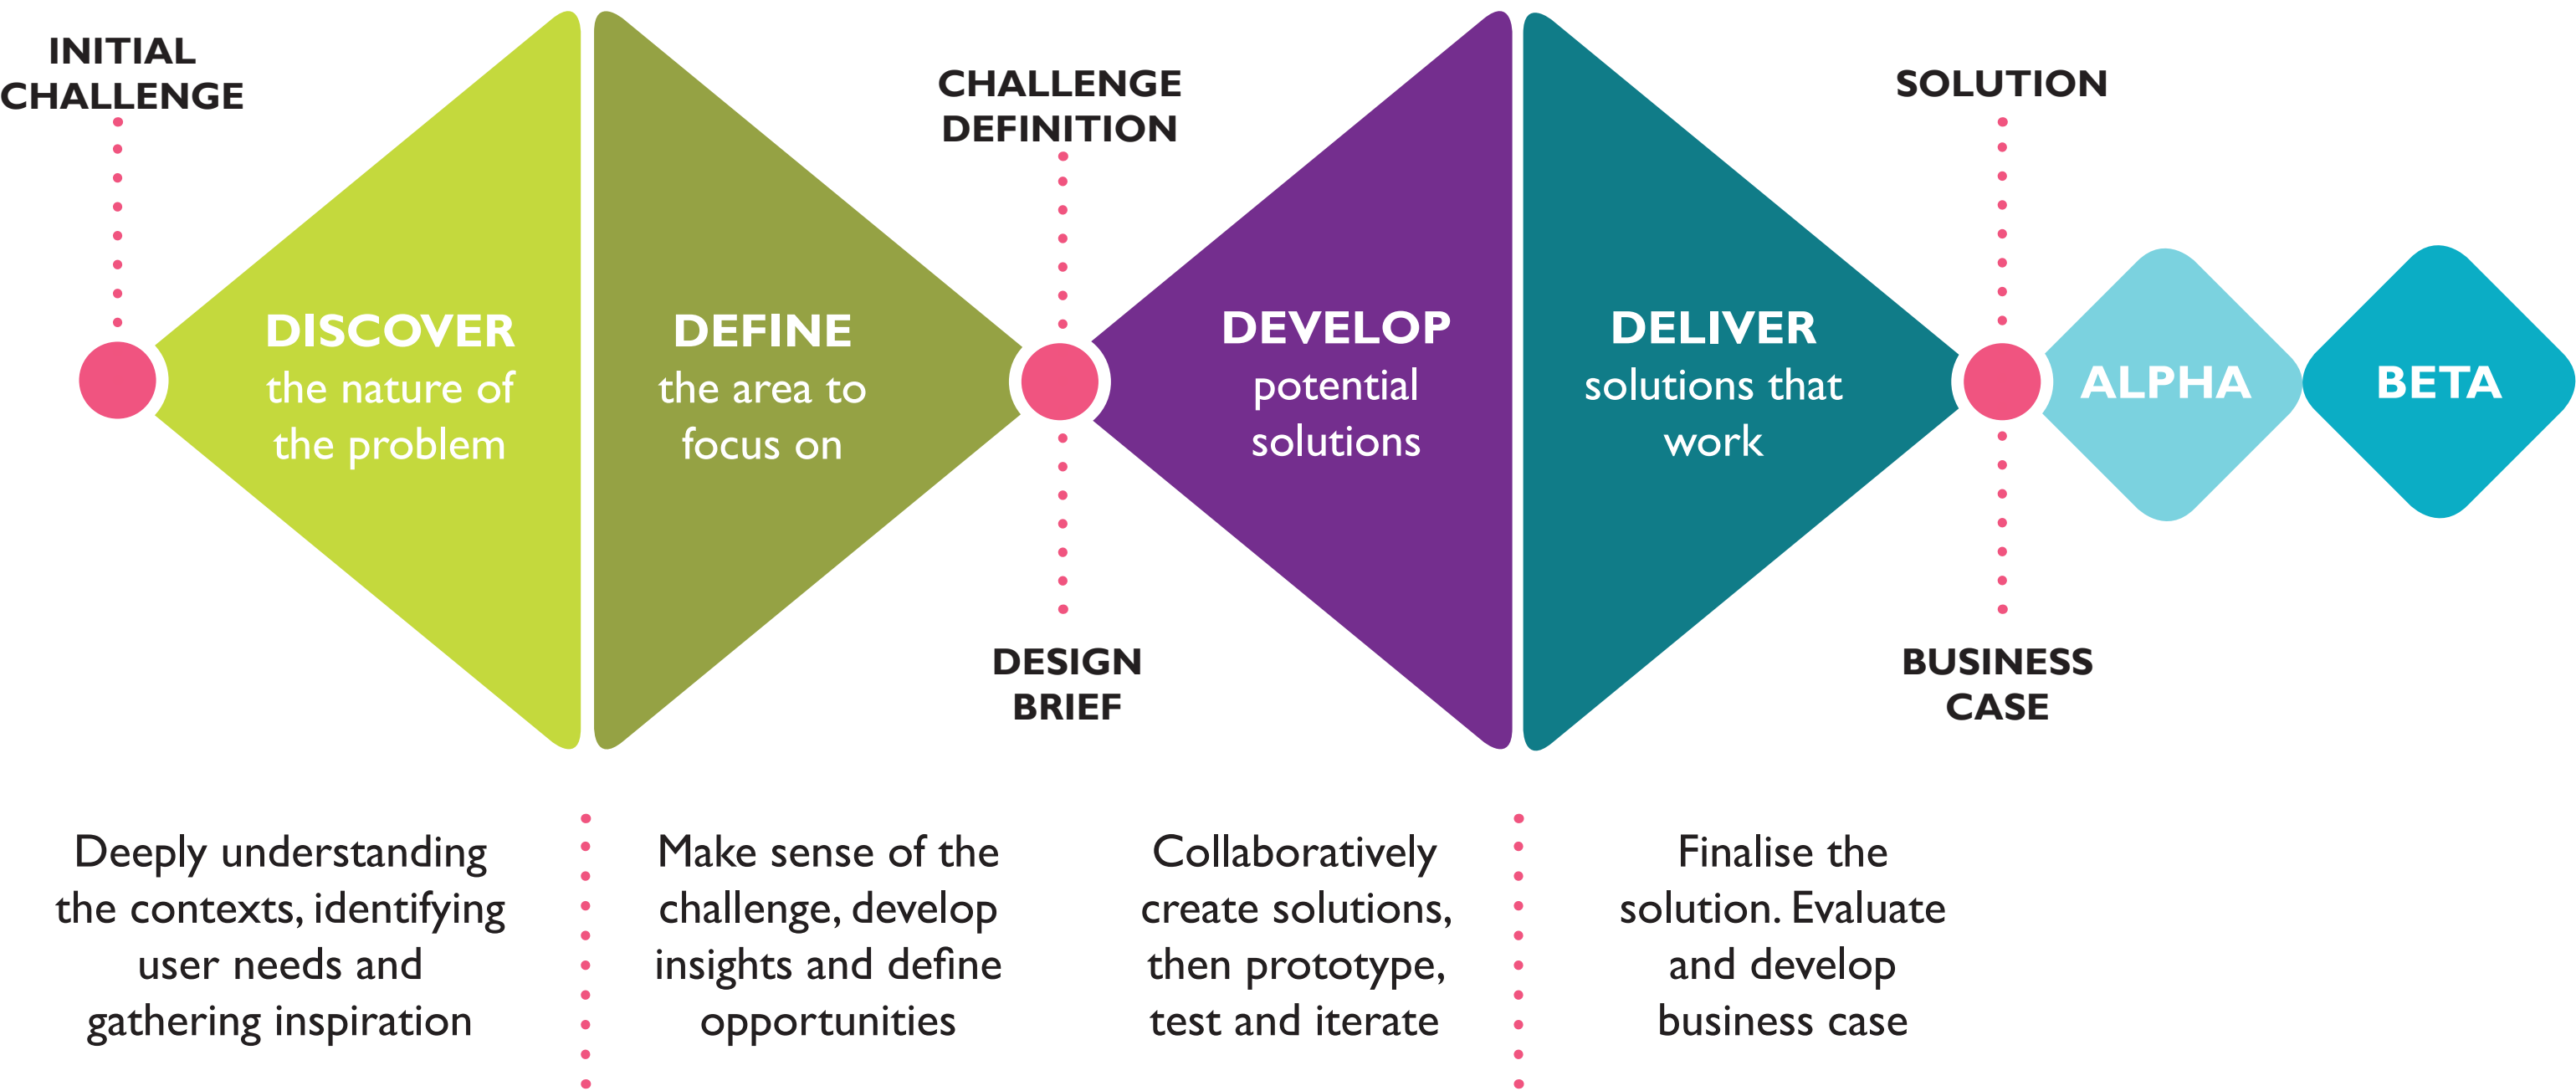 INITIAL
CHALLENGE
CHALLENGE
DEFINITION
SOLUTION
DISCOVER
the nature of
the problem
DEFINE
the area to
focus on
DEVELOP
potential
solutions
DELIVER
solutions that
work
ALPHA
BETA
DESIGN
BRIEF
BUSINESS
CASE
Deeply understanding
the contexts, identifying
user needs and
gathering inspiration
Make sense of the
challenge, develop
insights and define
opportunities
Collaboratively
create solutions,
then prototype,
test and iterate
Finalise the
solution. Evaluate
and develop
business case